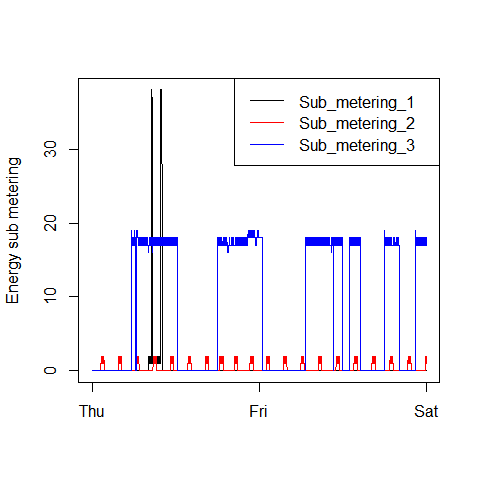 Sub_metering_1
Sub_metering_2
Sub_metering_3
Energy sub metering
30
20
10
0
Thu Fri Sat